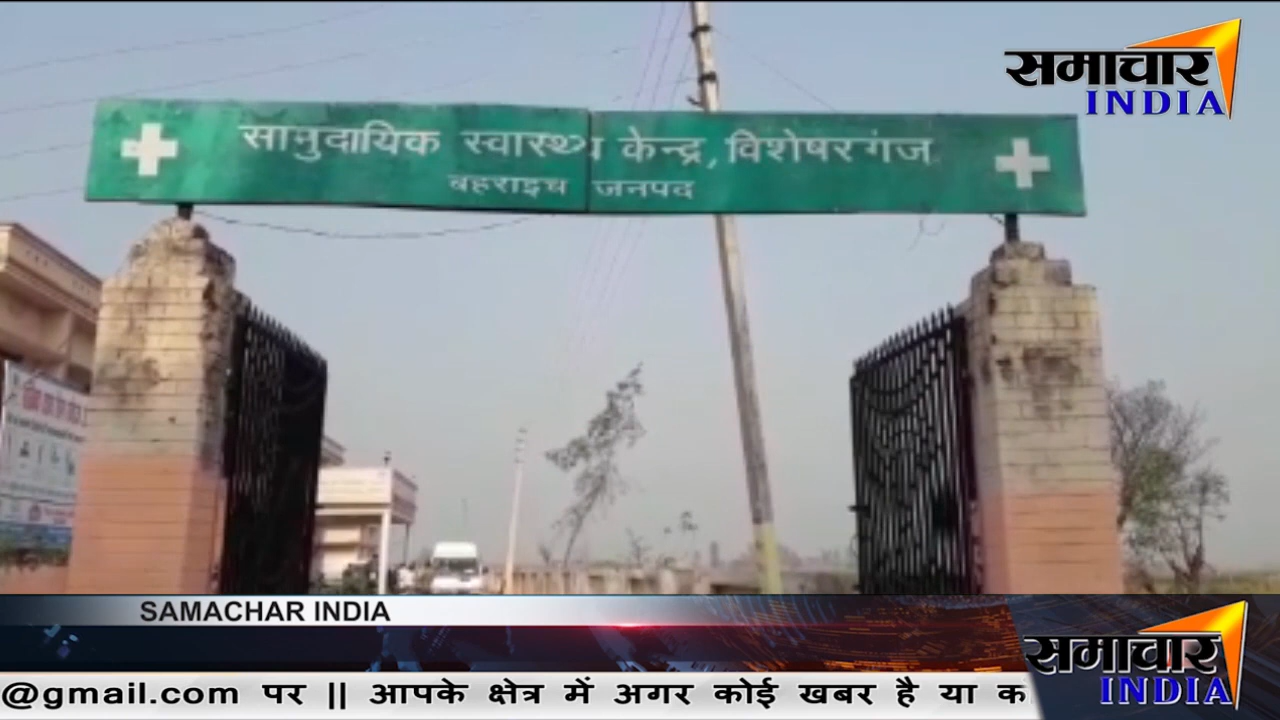 समाचार
INDIA
सामुदायिक स्वास्थ्य केन्द्र, विशेषरगंज
बहराइच जनपद
SAMACHAR INDIA
समाचार
INDIA
@gmail.com पर || आपके क्षेत्र में अगर कोई खबर है या क